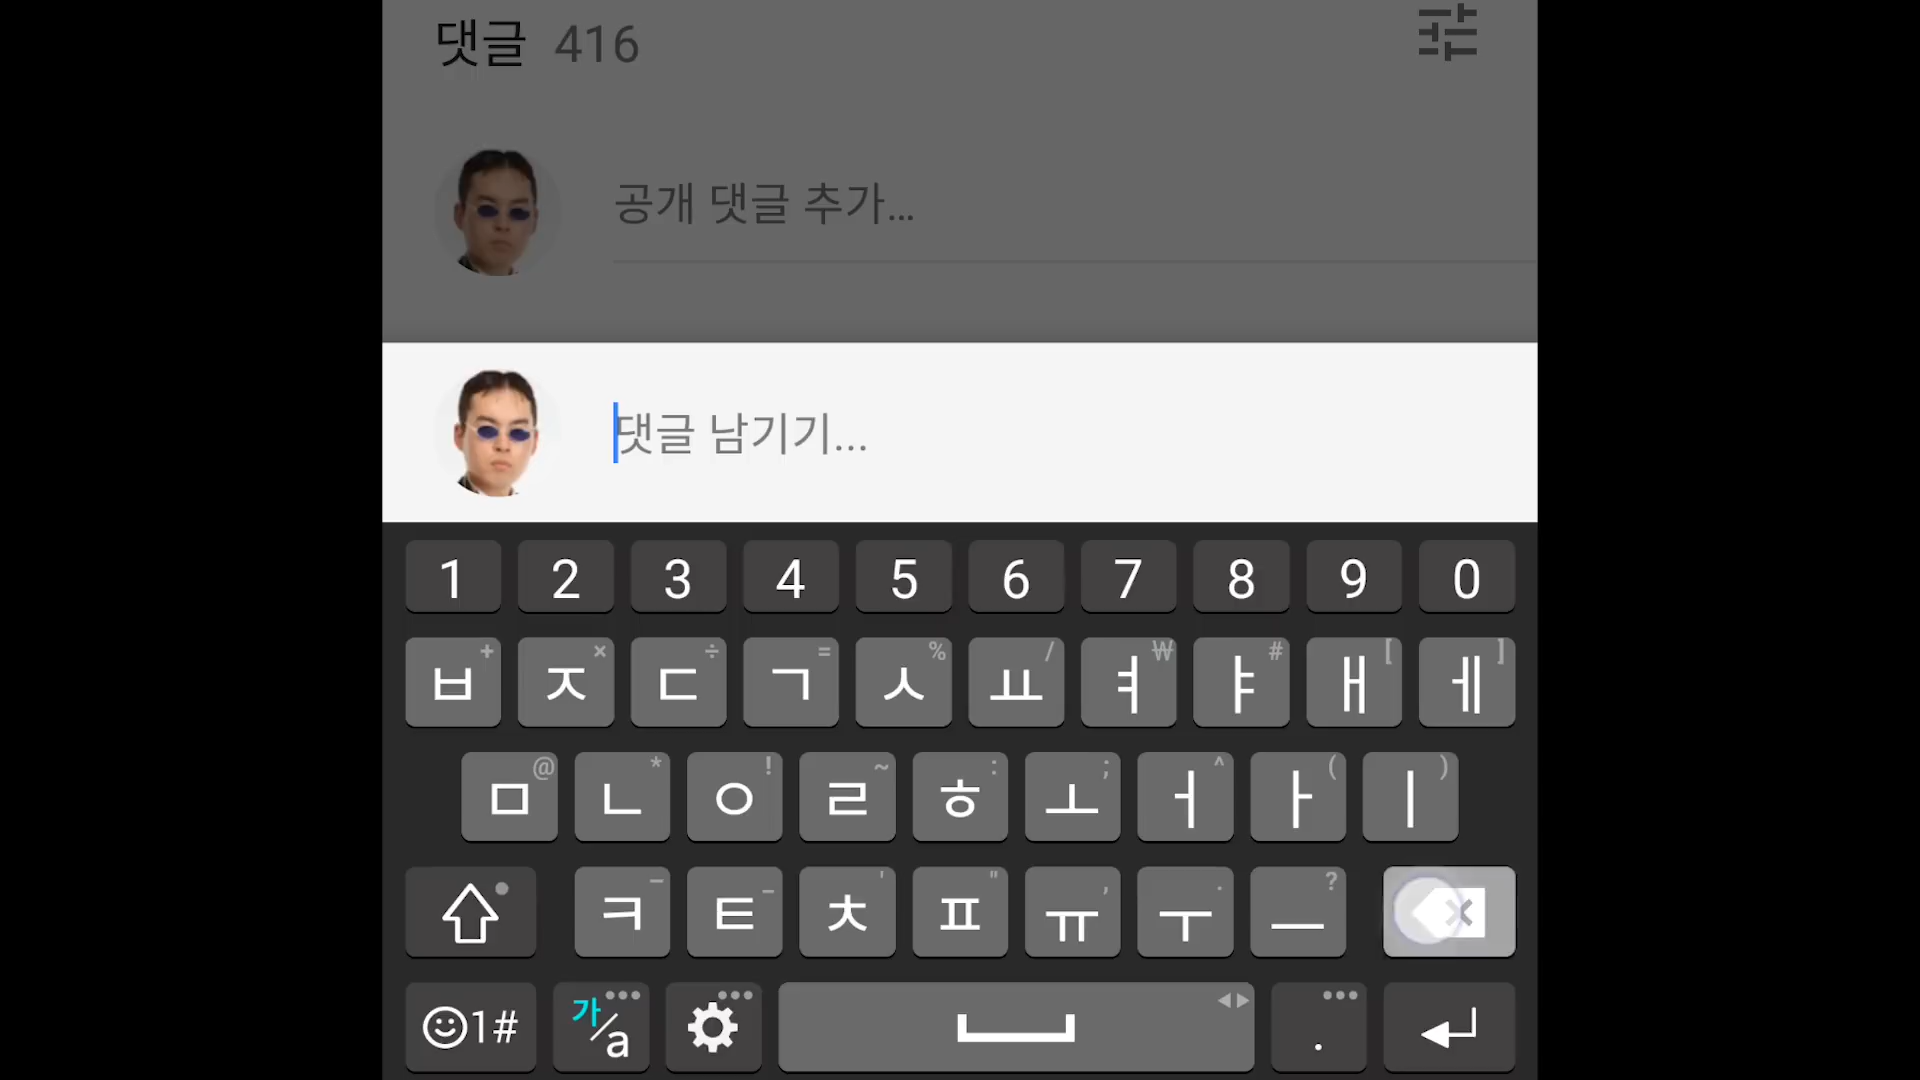 댓글 416
공개 댓글 추가...
댓글 남기기...
1 2 3 4 5 6 7 8 9 0
+ × ÷ = % / ₩ # [ ]
ㅂ ㅈ ㄷ ㄱ ㅅ ㅛ ㅕ ㅑ ㅐ ㅔ
@ * ! ~ : ; ^ ( )
ㅁ ㄴ ㅇ ㄹ ㅎ ㅗ ㅓ ㅏ ㅣ
- _ ' " , . ?
ㅋ ㅌ ㅊ ㅍ ㅠ ㅜ ㅡ
1# 가/a .